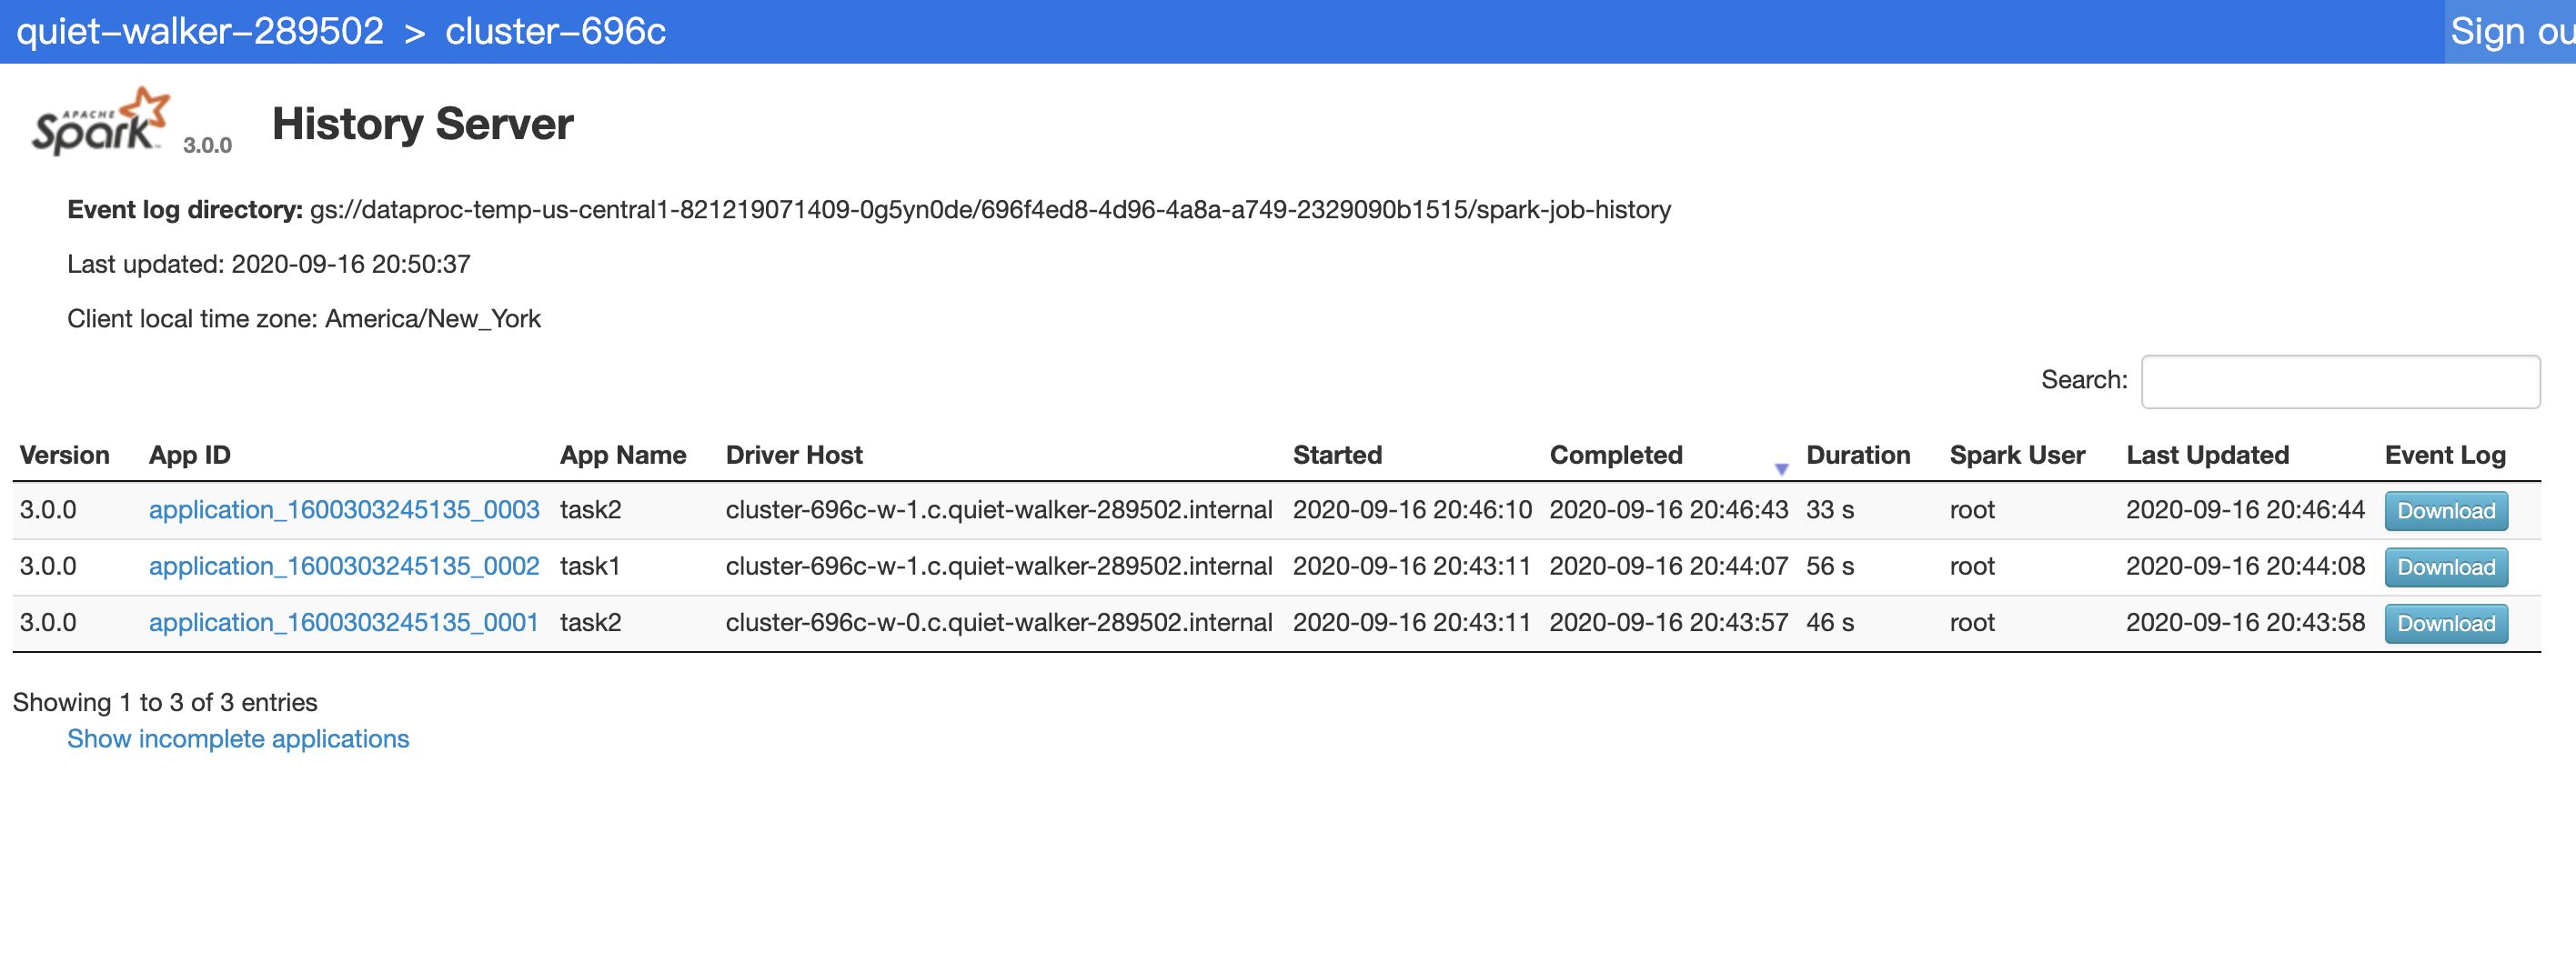 quiet-walker-289502 > cluster-696c Sign ou
APACHE
Spark 3.0.0 History Server
Event log directory: gs://dataproc-temp-us-central1-821219071409-0g5yn0de/696f4ed8-4d96-4a8a-a749-2329090b1515/spark-job-history
Last updated: 2020-09-16 20:50:37
Client local time zone: America/New_York
Search:
Version App ID App Name Driver Host Started Completed Duration Spark User Last Updated Event Log
3.0.0 application_1600303245135_0003 task2 cluster-696c-w-1.c.quiet-walker-289502.internal 2020-09-16 20:46:10 2020-09-16 20:46:43 33 s root 2020-09-16 20:46:44 Download
3.0.0 application_1600303245135_0002 task1 cluster-696c-w-1.c.quiet-walker-289502.internal 2020-09-16 20:43:11 2020-09-16 20:44:07 56 s root 2020-09-16 20:44:08 Download
3.0.0 application_1600303245135_0001 task2 cluster-696c-w-0.c.quiet-walker-289502.internal 2020-09-16 20:43:11 2020-09-16 20:43:57 46 s root 2020-09-16 20:43:58 Download
Showing 1 to 3 of 3 entries
Show incomplete applications